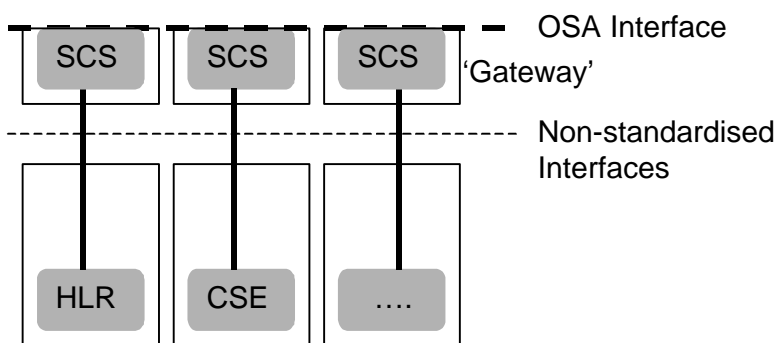 OSA Interface
SCS SCS SCS
‘Gateway’
Non-standardised
Interfaces
HLR CSE ....